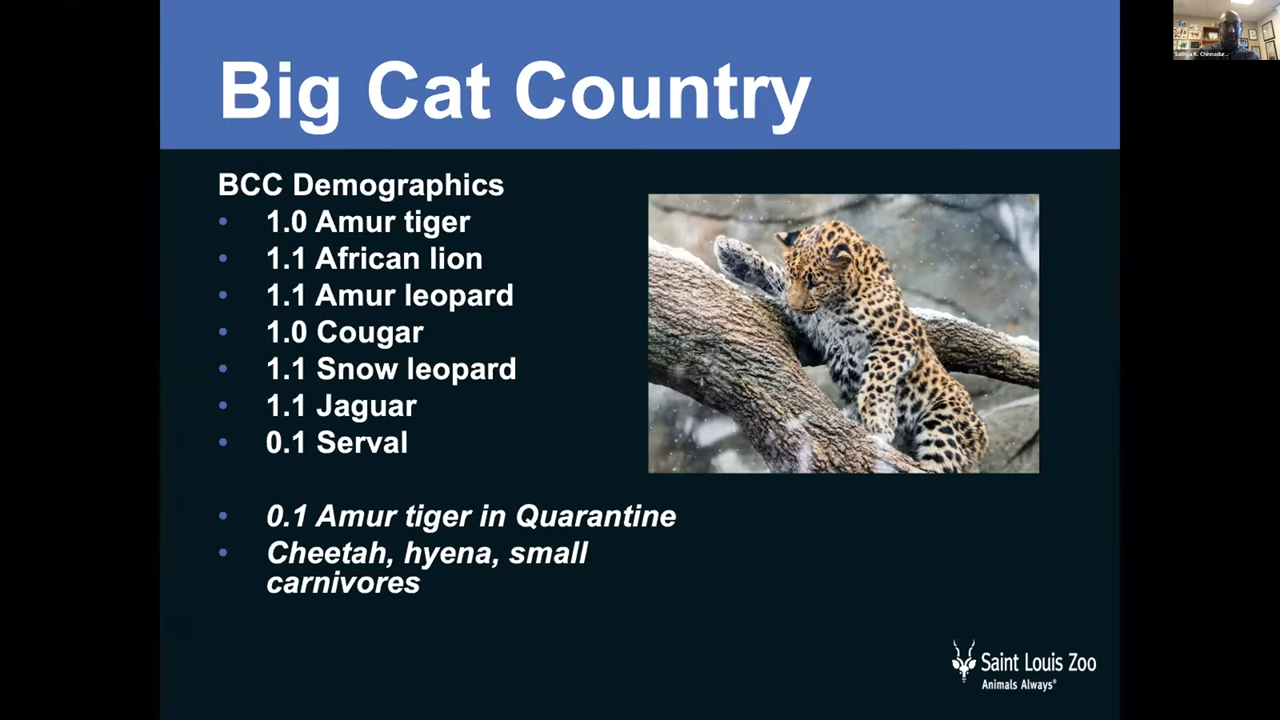 Big Cat Country
BCC Demographics
• 1.0 Amur tiger
• 1.1 African lion
• 1.1 Amur leopard
• 1.0 Cougar
• 1.1 Snow leopard
• 1.1 Jaguar
• 0.1 Serval
• 0.1 Amur tiger in Quarantine
• Cheetah, hyena, small
carnivores
Saint Louis Zoo
Animals Always®